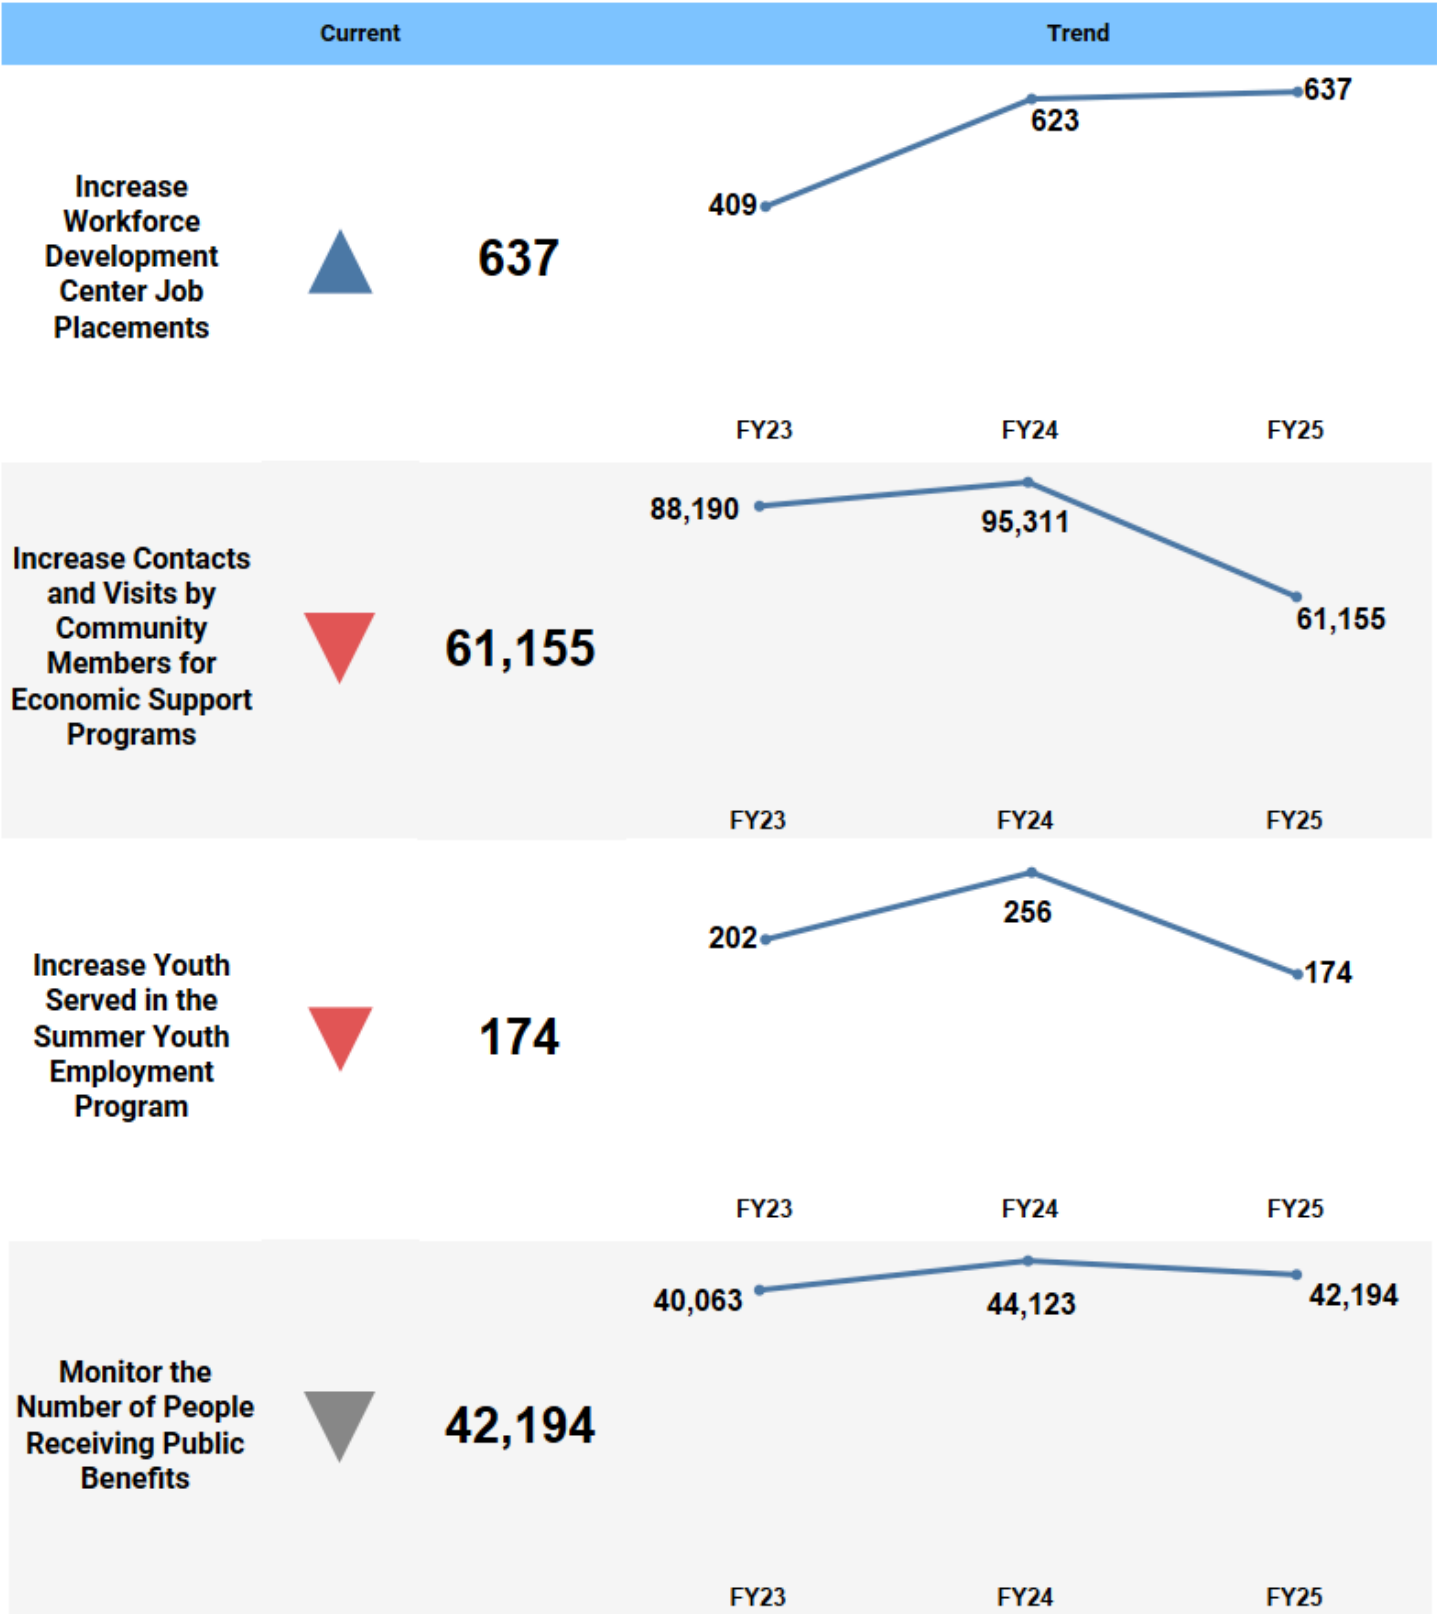 Current Trend
Increase
Workforce
Development
Center Job
Placements
637
409
623
637
FY23 FY24 FY25
Increase Contacts
and Visits by
Community
Members for
Economic Support
Programs
61,155
88,190
95,311
61,155
FY23 FY24 FY25
Increase Youth
Served in the
Summer Youth
Employment
Program
174
202
256
174
FY23 FY24 FY25
Monitor the
Number of People
Receiving Public
Benefits
42,194
40,063
44,123
42,194
FY23 FY24 FY25